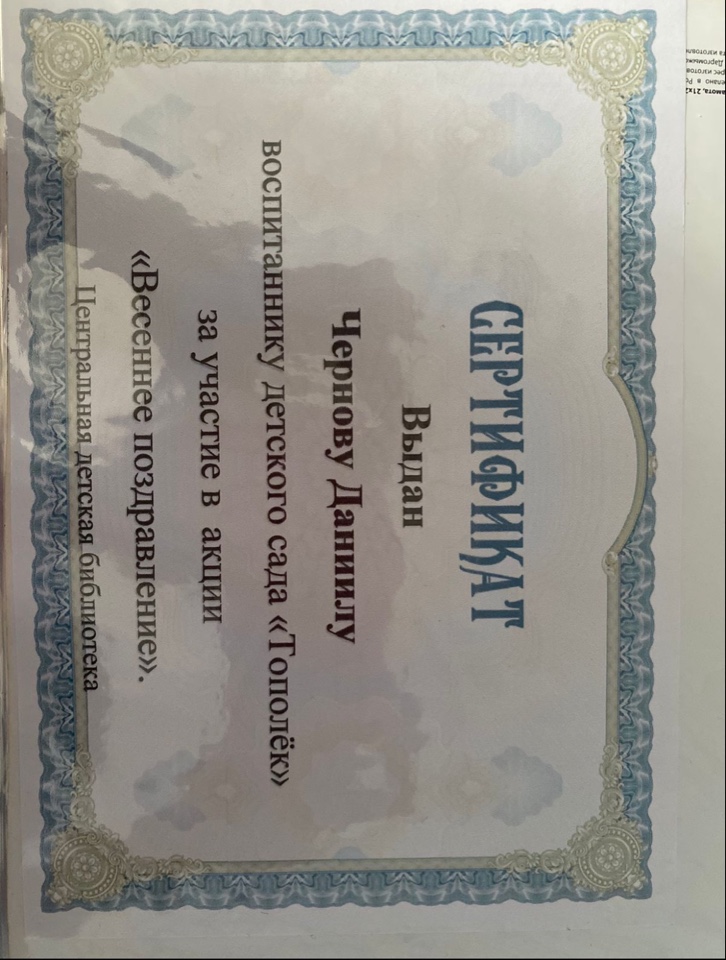 СЕРТИФИКАТ
Выдан
Чернову Даниилу
воспитаннику детского сада «Тополёк»
за участие в акции
«Весеннее поздравление».
Центральная детская библиотека